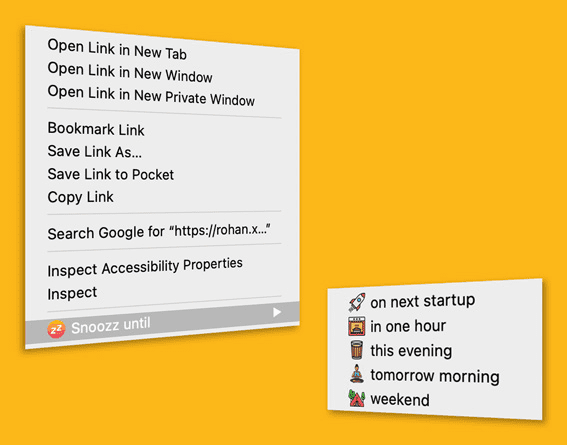 Open Link in New Tab
Open Link in New Window
Open Link in New Private Window
Bookmark Link
Save Link As...
Save Link to Pocket
Copy Link
Search Google for “https://rohan.x...”
Inspect Accessibility Properties
Inspect
zz Snoozz until
on next startup
in one hour
this evening
tomorrow morning
weekend